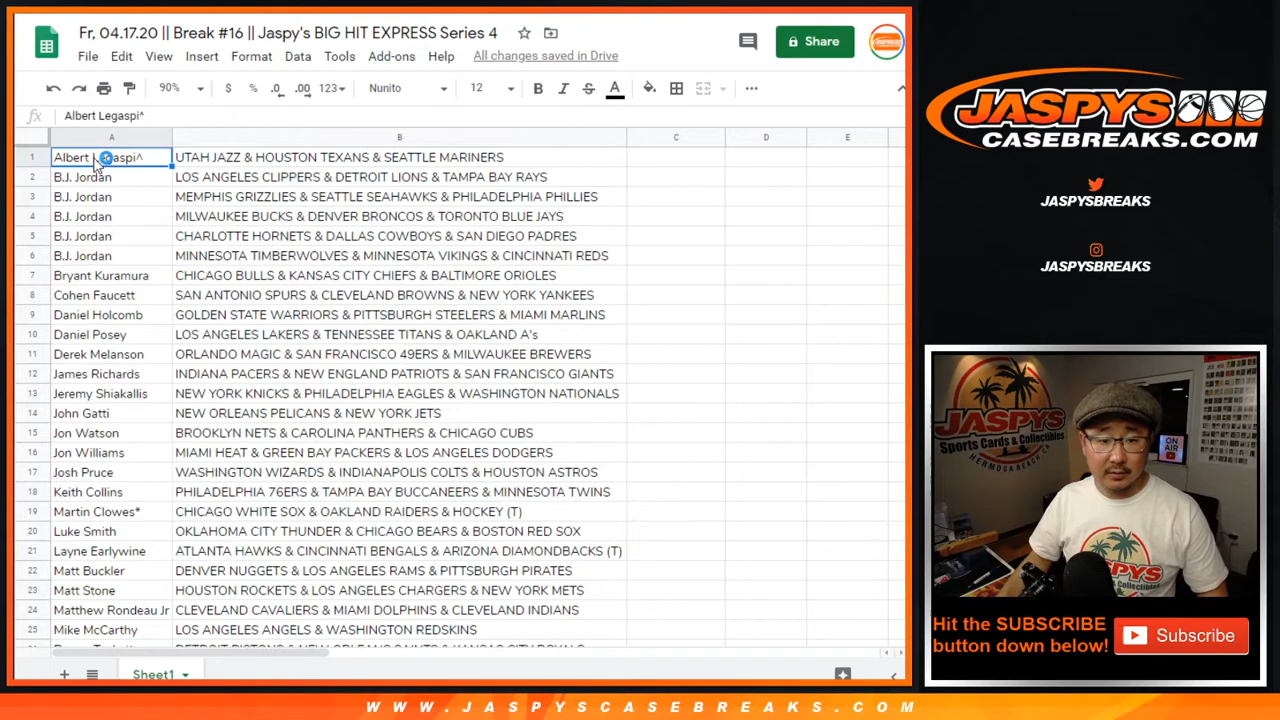 Fr, 04.17.20 || Break #16 || Jaspy's BIG HIT EXPRESS Series 4
File Edit View Insert Format Data Tools Add-ons Help All changes saved in Drive
Share
90% $ % .0 .00 123 Nunito 12 B I S A
fx Albert Legaspi^
A B C D E
1 Albert Legaspi^ UTAH JAZZ & HOUSTON TEXANS & SEATTLE MARINERS
2 B.J. Jordan LOS ANGELES CLIPPERS & DETROIT LIONS & TAMPA BAY RAYS
3 B.J. Jordan MEMPHIS GRIZZLIES & SEATTLE SEAHAWKS & PHILADELPHIA PHILLIES
4 B.J. Jordan MILWAUKEE BUCKS & DENVER BRONCOS & TORONTO BLUE JAYS
5 B.J. Jordan CHARLOTTE HORNETS & DALLAS COWBOYS & SAN DIEGO PADRES
6 B.J. Jordan MINNESOTA TIMBERWOLVES & MINNESOTA VIKINGS & CINCINNATI REDS
7 Bryant Kuramura CHICAGO BULLS & KANSAS CITY CHIEFS & BALTIMORE ORIOLES
8 Cohen Faucett SAN ANTONIO SPURS & CLEVELAND BROWNS & NEW YORK YANKEES
9 Daniel Holcomb GOLDEN STATE WARRIORS & PITTSBURGH STEELERS & MIAMI MARLINS
10 Daniel Posey LOS ANGELES LAKERS & TENNESSEE TITANS & OAKLAND A's
11 Derek Melanson ORLANDO MAGIC & SAN FRANCISCO 49ERS & MILWAUKEE BREWERS
12 James Richards INDIANA PACERS & NEW ENGLAND PATRIOTS & SAN FRANCISCO GIANTS
13 Jeremy Shiakallis NEW YORK KNICKS & PHILADELPHIA EAGLES & WASHINGTON NATIONALS
14 John Gatti NEW ORLEANS PELICANS & NEW YORK JETS
15 Jon Watson BROOKLYN NETS & CAROLINA PANTHERS & CHICAGO CUBS
16 Jon Williams MIAMI HEAT & GREEN BAY PACKERS & LOS ANGELES DODGERS
17 Josh Pruce WASHINGTON WIZARDS & INDIANAPOLIS COLTS & HOUSTON ASTROS
18 Keith Collins PHILADELPHIA 76ERS & TAMPA BAY BUCCANEERS & MINNESOTA TWINS
19 Martin Clowes* CHICAGO WHITE SOX & OAKLAND RAIDERS & HOCKEY (T)
20 Luke Smith OKLAHOMA CITY THUNDER & CHICAGO BEARS & BOSTON RED SOX
21 Layne Earlywine ATLANTA HAWKS & CINCINNATI BENGALS & ARIZONA DIAMONDBACKS (T)
22 Matt Buckler DENVER NUGGETS & LOS ANGELES RAMS & PITTSBURGH PIRATES
23 Matt Stone HOUSTON ROCKETS & LOS ANGELES CHARGERS & NEW YORK METS
24 Matthew Rondeau Jr CLEVELAND CAVALIERS & MIAMI DOLPHINS & CLEVELAND INDIANS
25 Mike McCarthy LOS ANGELES ANGELS & WASHINGTON REDSKINS
DETROIT PISTONS & NEW ORLEANS SAINTS & KANSAS CITY ROYALS
Sheet1
JASPYS
CASEBREAKS.COM
JASPYSBREAKS
JASPYSBREAKS
JASPYS
Sports Cards & Collectibles
HERMOSA BEACH, CA
ON AIR
Hit the SUBSCRIBE
button down below!
Subscribe
WWW.JASPYSCASEBREAKS.COM